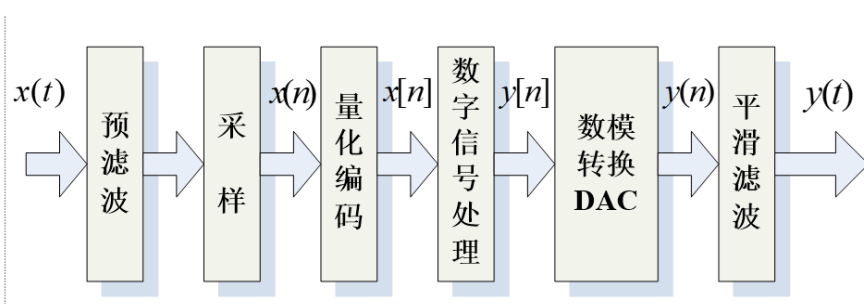 x(t)
预滤波
采样
x(n)
量化编码
x[n]
数字信号处理
y[n]
数模
转换
DAC
y(n)
平滑滤波
y(t)